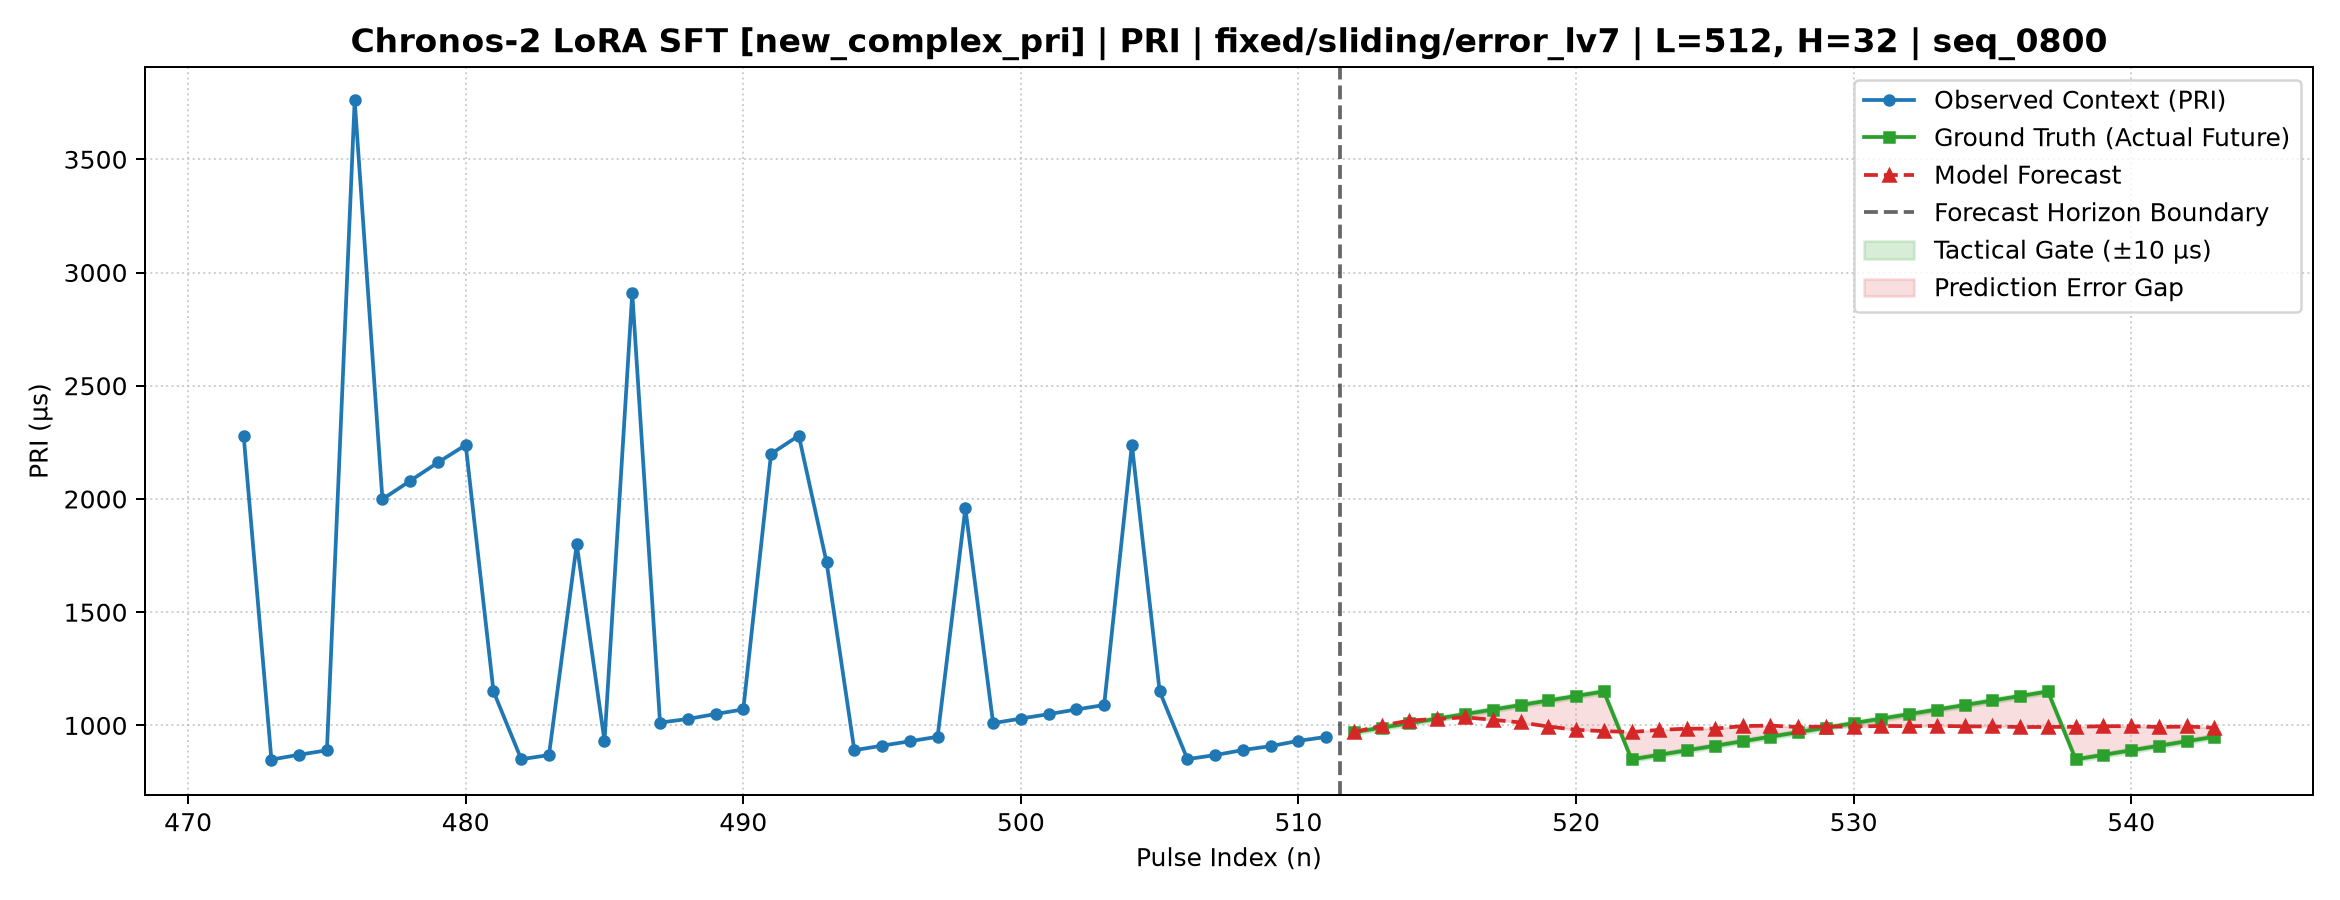 Chronos-2 LoRA SFT [new_complex_pri] | PRI | fixed/sliding/error_lv7 | L=512, H=32 | seq_0800
Observed Context (PRI)
Ground Truth (Actual Future)
Model Forecast
Forecast Horizon Boundary
Tactical Gate (±10 μs)
Prediction Error Gap
PRI (μs)
3500
3000
2500
2000
1500
1000
470 480 490 500 510 520 530 540
Pulse Index (n)